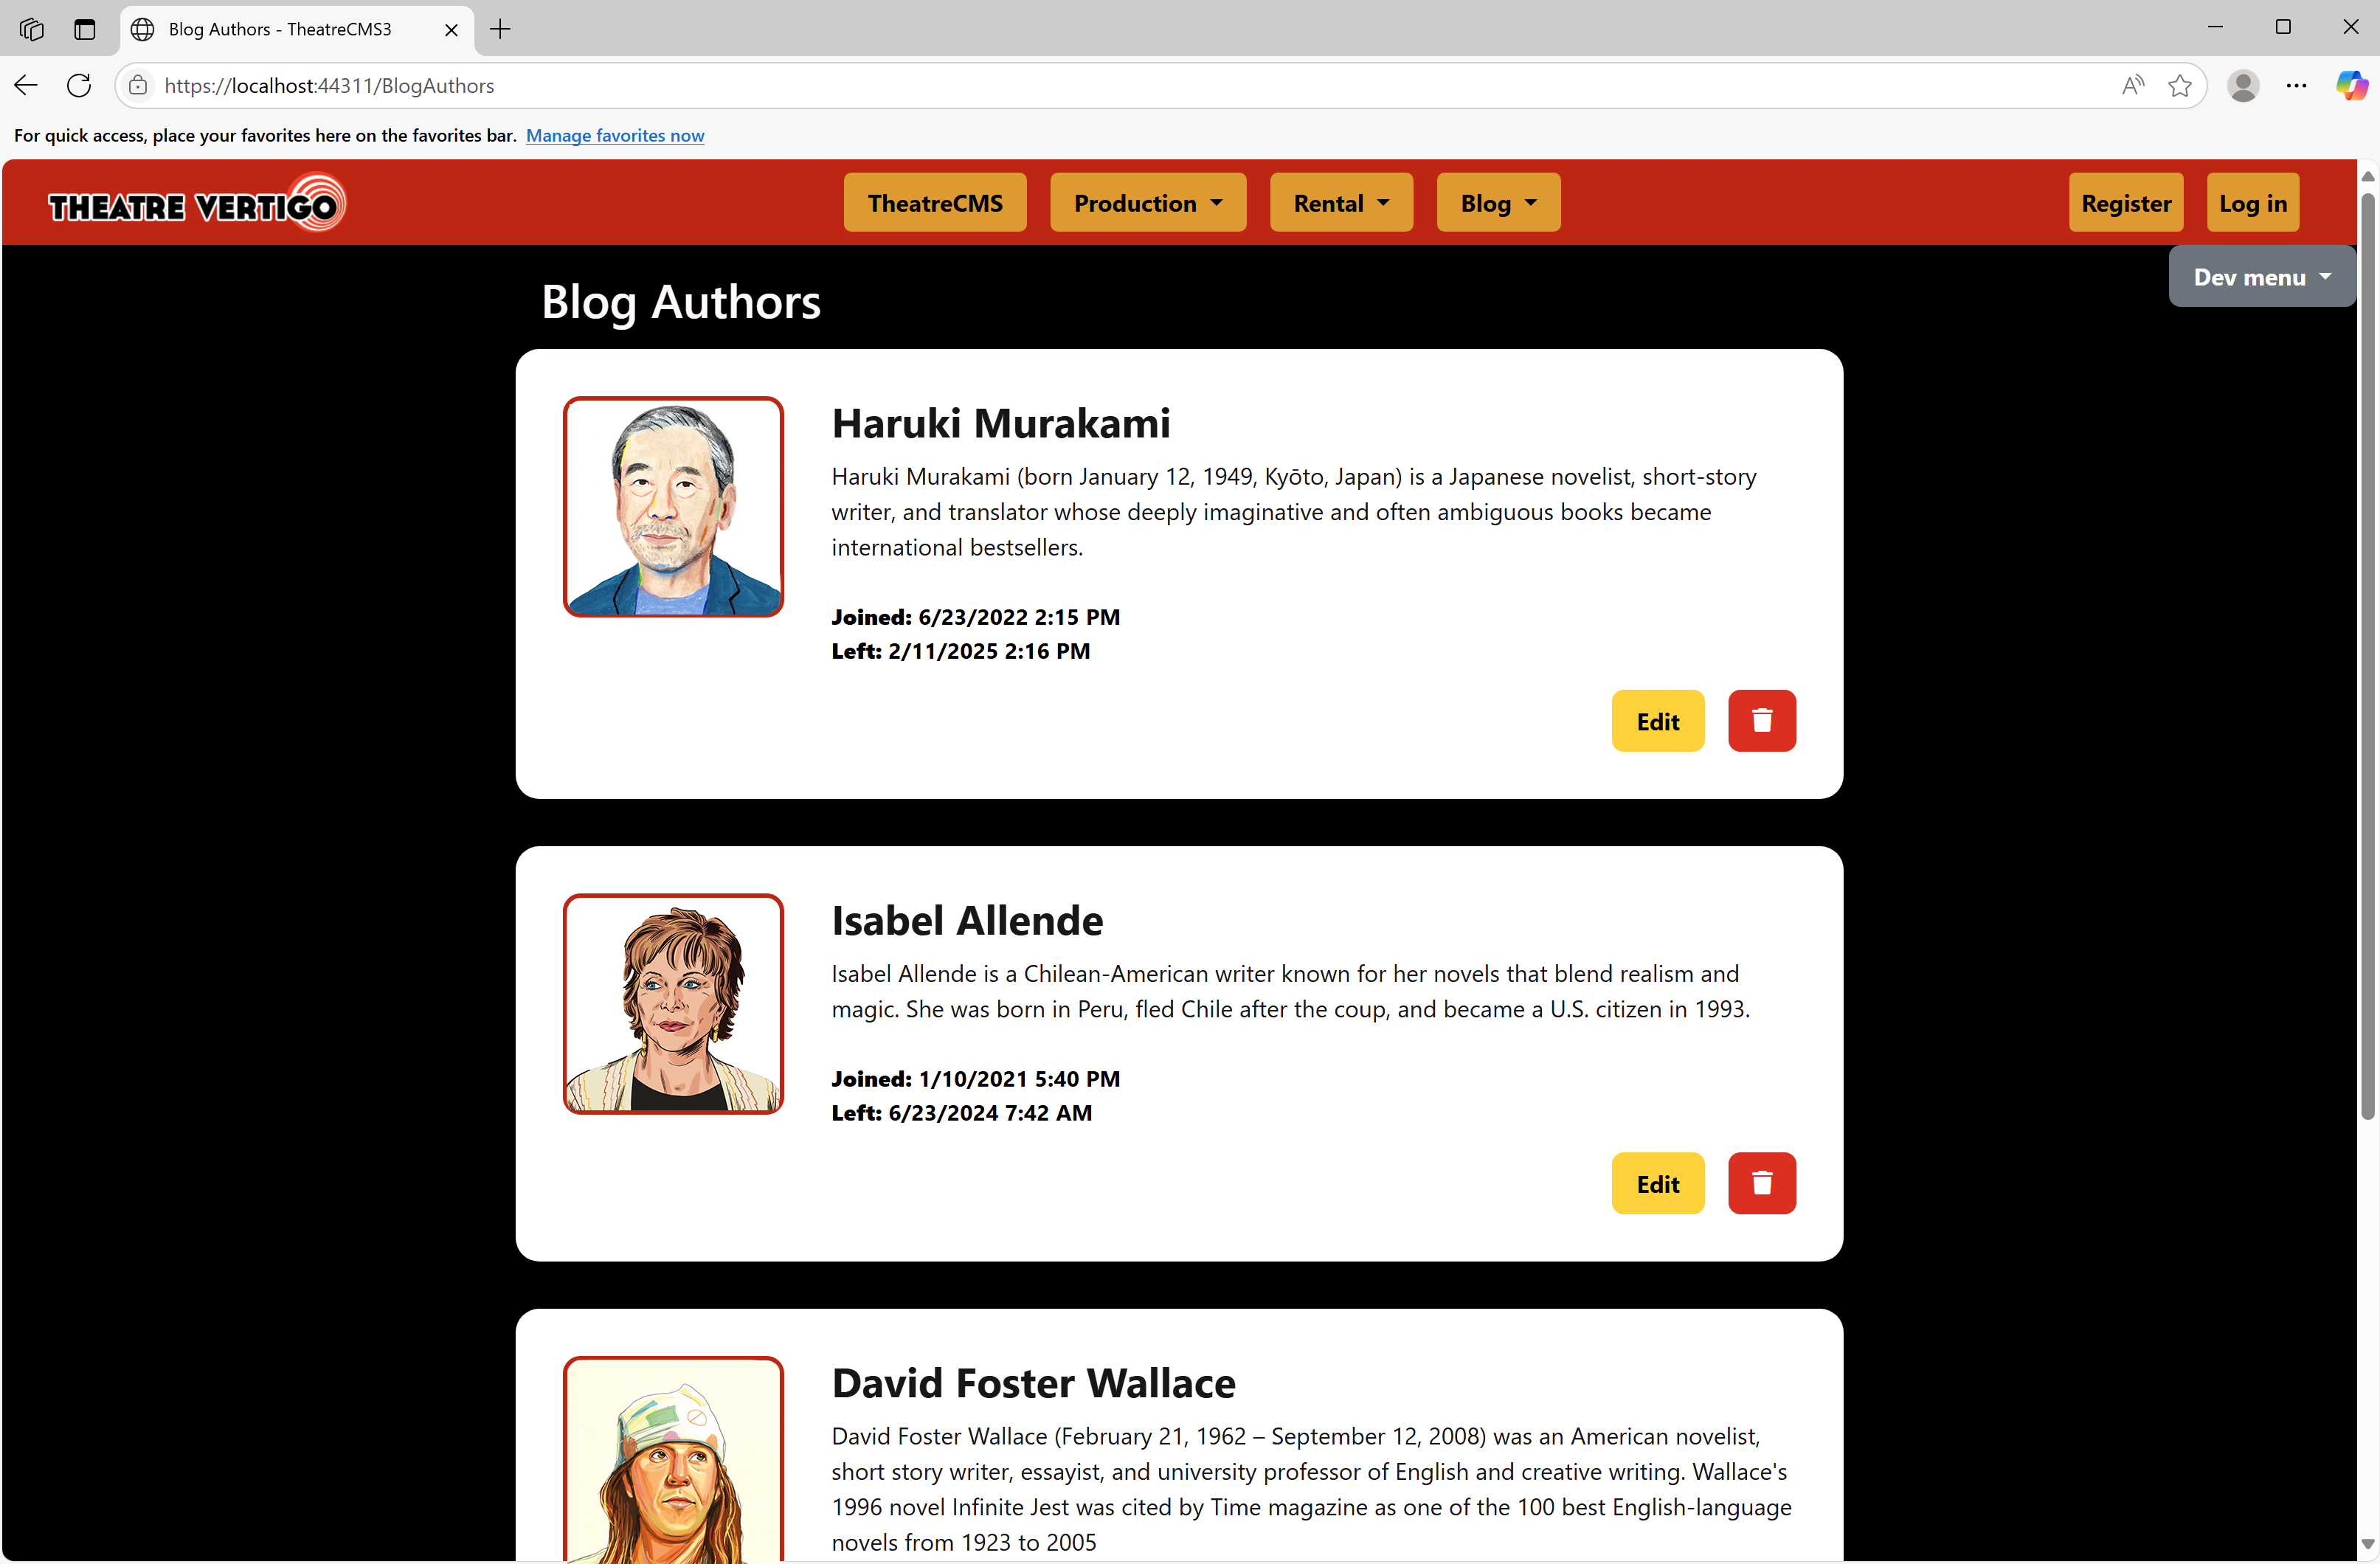 Blog Authors - TheatreCMS3
https://localhost:44311/BlogAuthors
For quick access, place your favorites here on the favorites bar. Manage favorites now
THEATRE VERTIGO
TheatreCMS Production Rental Blog Register Log in
Dev menu
Blog Authors
Haruki Murakami
Haruki Murakami (born January 12, 1949, Kyōto, Japan) is a Japanese novelist, short-story
writer, and translator whose deeply imaginative and often ambiguous books became
international bestsellers.
Joined: 6/23/2022 2:15 PM
Left: 2/11/2025 2:16 PM
Edit
Isabel Allende
Isabel Allende is a Chilean-American writer known for her novels that blend realism and
magic. She was born in Peru, fled Chile after the coup, and became a U.S. citizen in 1993.
Joined: 1/10/2021 5:40 PM
Left: 6/23/2024 7:42 AM
Edit
David Foster Wallace
David Foster Wallace (February 21, 1962 – September 12, 2008) was an American novelist,
short story writer, essayist, and university professor of English and creative writing. Wallace's
1996 novel Infinite Jest was cited by Time magazine as one of the 100 best English-language
novels from 1923 to 2005